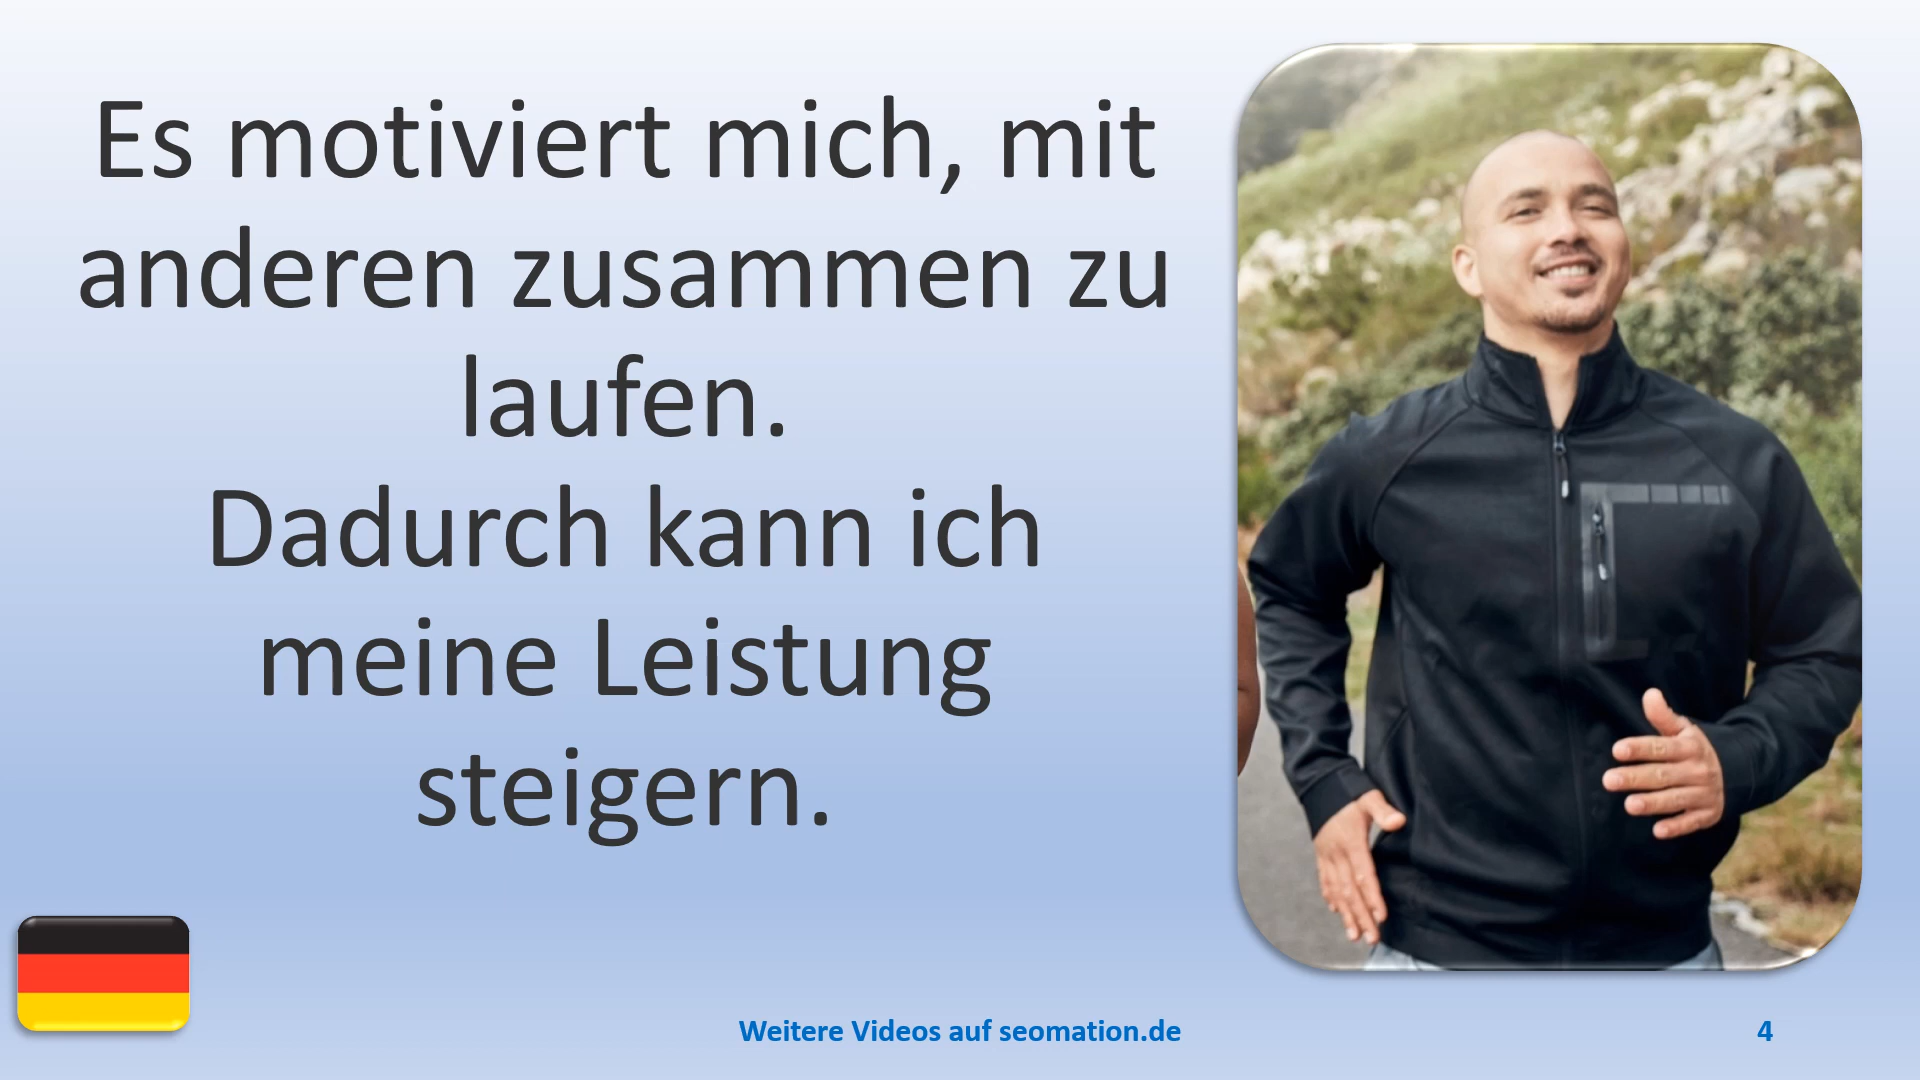 Es motiviert mich, mit
anderen zusammen zu
laufen.
Dadurch kann ich
meine Leistung
steigern.
Weitere Videos auf seomation.de
4